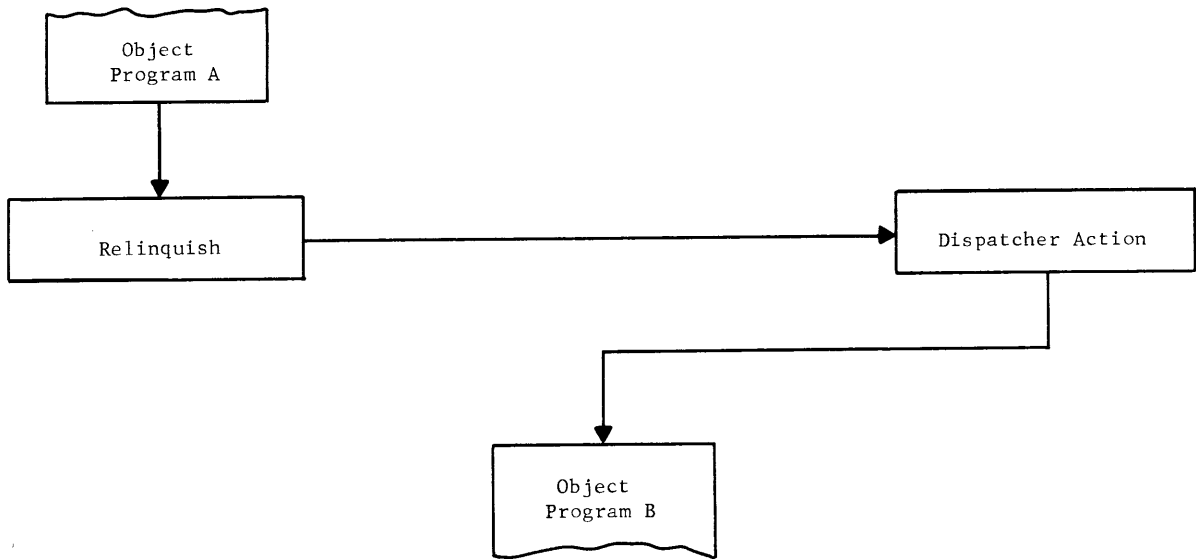 Object
Program A
Relinquish
Dispatcher Action
Object
Program B